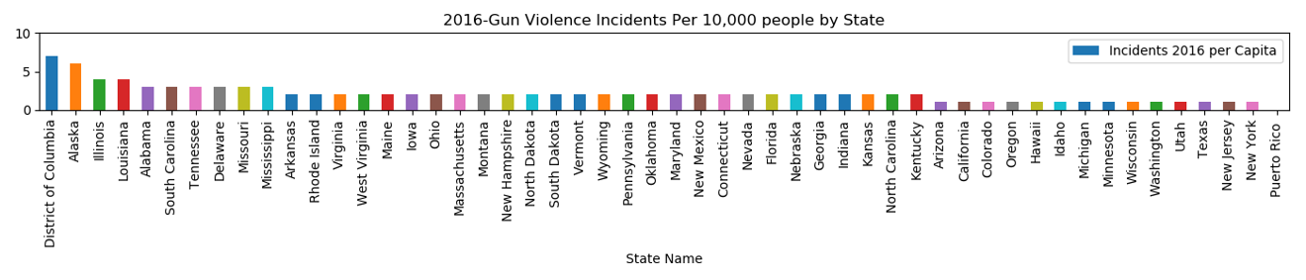 2016-Gun Violence Incidents Per 10,000 people by State
10
5
0
Incidents 2016 per Capita
District of Columbia
Alaska
Illinois
Louisiana
Alabama
South Carolina
Tennessee
Delaware
Missouri
Mississippi
Arkansas
Rhode Island
Virginia
West Virginia
Maine
Iowa
Ohio
Massachusetts
Montana
New Hampshire
North Dakota
South Dakota
Vermont
Wyoming
Pennsylvania
Oklahoma
Maryland
New Mexico
Connecticut
Nevada
Florida
Nebraska
Georgia
Indiana
Kansas
North Carolina
Kentucky
Arizona
California
Colorado
Oregon
Hawaii
Idaho
Michigan
Minnesota
Wisconsin
Washington
Utah
Texas
New Jersey
New York
Puerto Rico
State Name